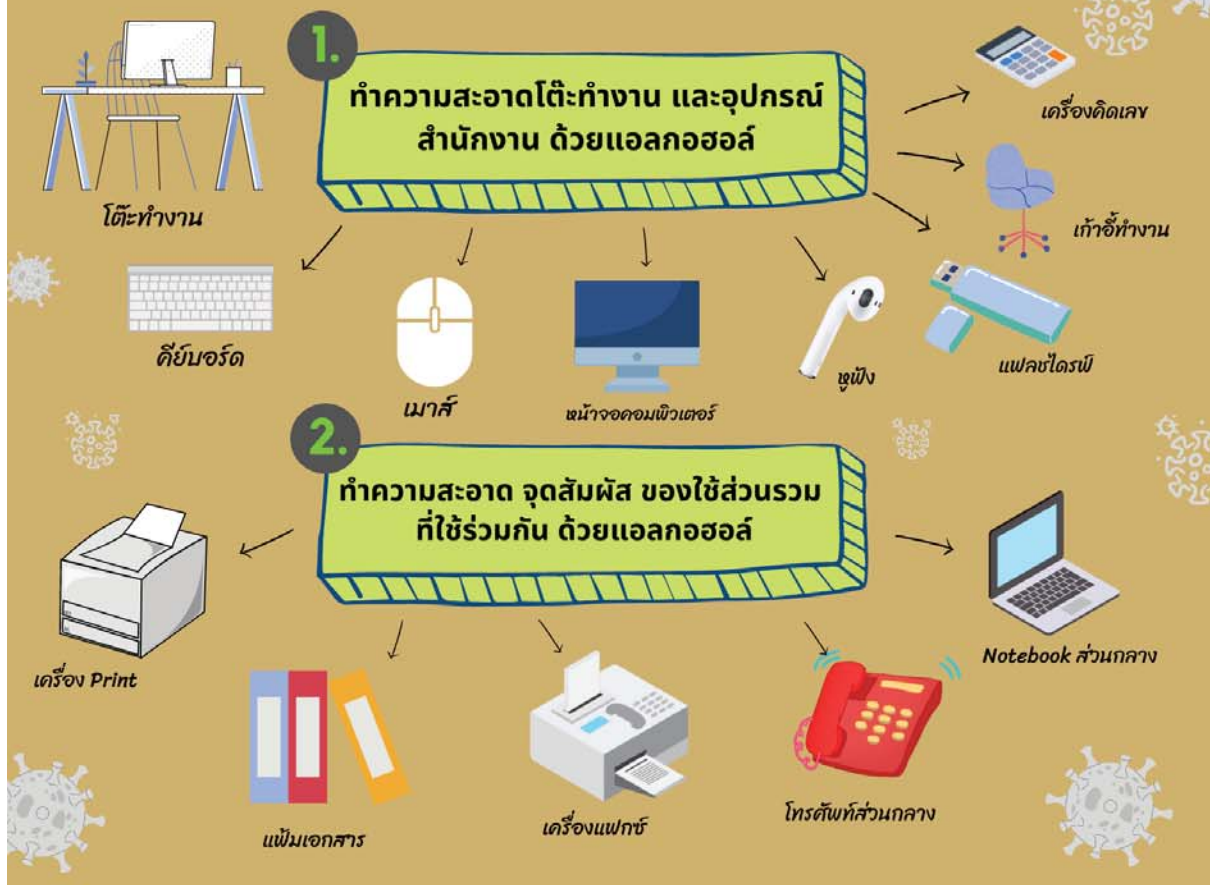 1.
ทำความสะอาดโต๊ะทำงาน และอุปกรณ์
สำนักงาน ด้วยแอลกอฮอล์
โต๊ะทำงาน
เครื่องคิดเลข
เก้าอี้ทำงาน
แฟลชไดรฟ์
หูฟัง
หน้าจอคอมพิวเตอร์
เมาส์
คีย์บอร์ด
2.
ทำความสะอาด จุดสัมผัส ของใช้ส่วนรวม
ที่ใช้ร่วมกัน ด้วยแอลกอฮอล์
เครื่อง Print
แฟ้มเอกสาร
เครื่องแฟกซ์
โทรศัพท์ส่วนกลาง
Notebook ส่วนกลาง